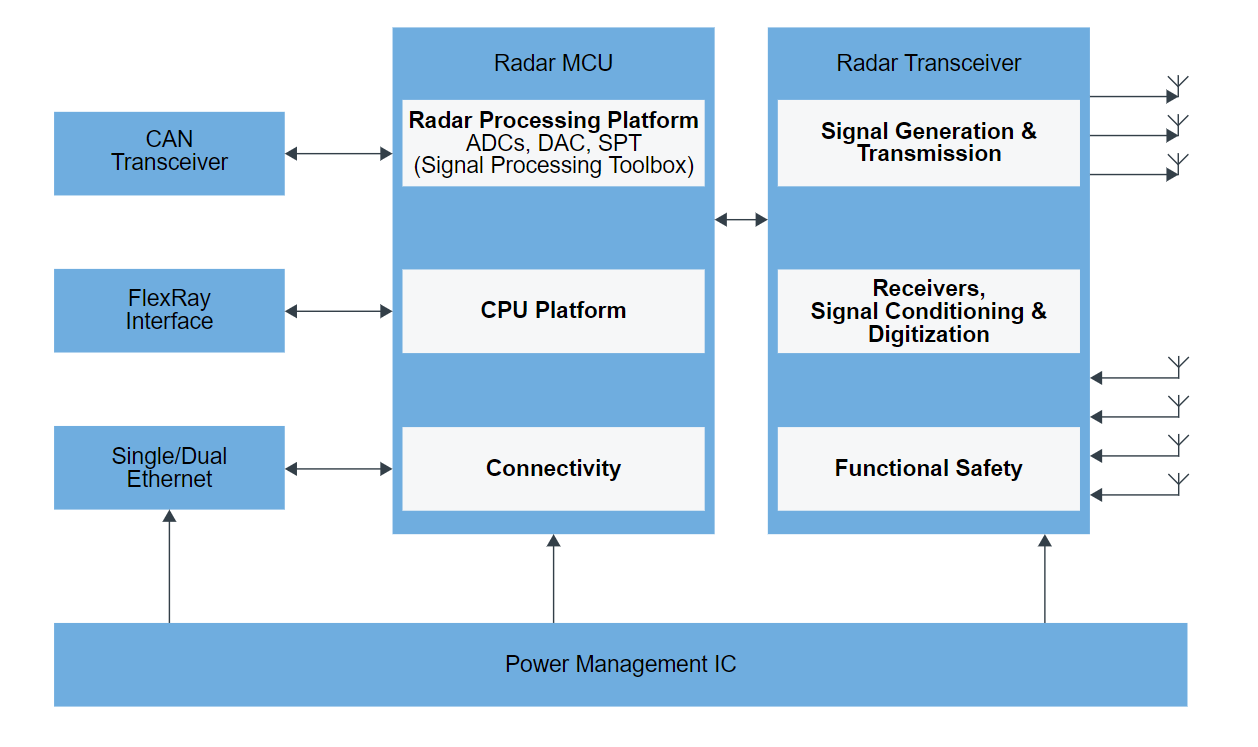 Radar MCU
Radar Transceiver
CAN
Transceiver
Radar Processing Platform
ADCs, DAC, SPT
(Signal Processing Toolbox)
Signal Generation &
Transmission
FlexRay
Interface
CPU Platform
Receivers,
Signal Conditioning &
Digitization
Single/Dual
Ethernet
Connectivity
Functional Safety
Power Management IC